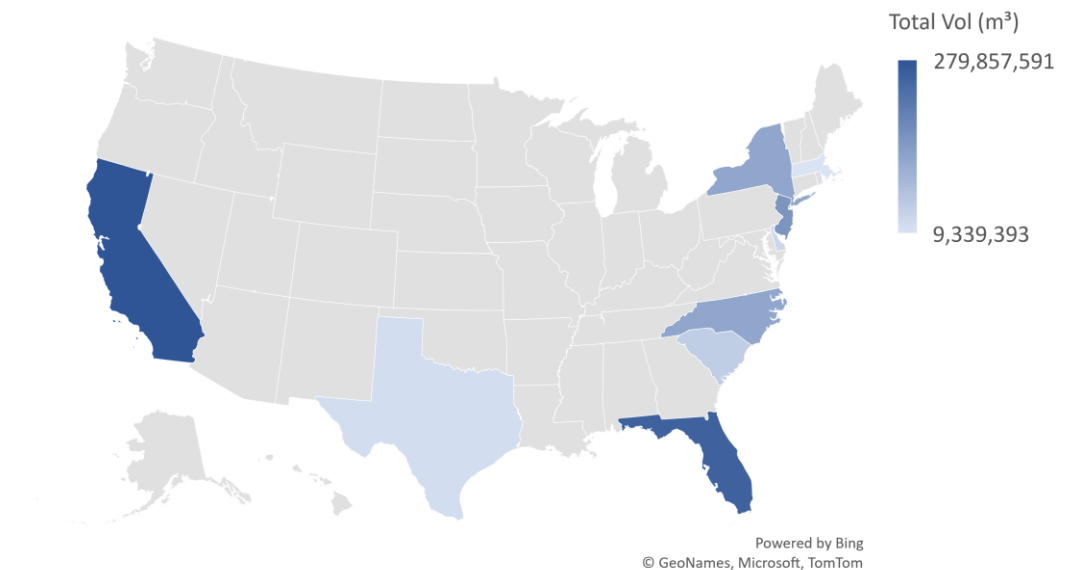 Total Vol (m³)
279,857,591
9,339,393
Powered by Bing
© GeoNames, Microsoft, TomTom